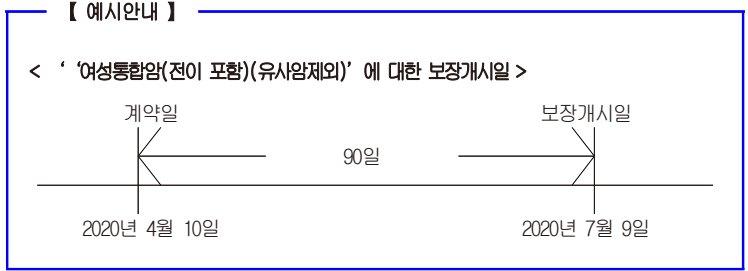 【 예시안내 】
< ‘ ‘여성통합암(전이 포함)(유사암제외)’ 에 대한 보장개시일 >
계약일 보장개시일
90일
2020년 4월 10일 2020년 7월 9일